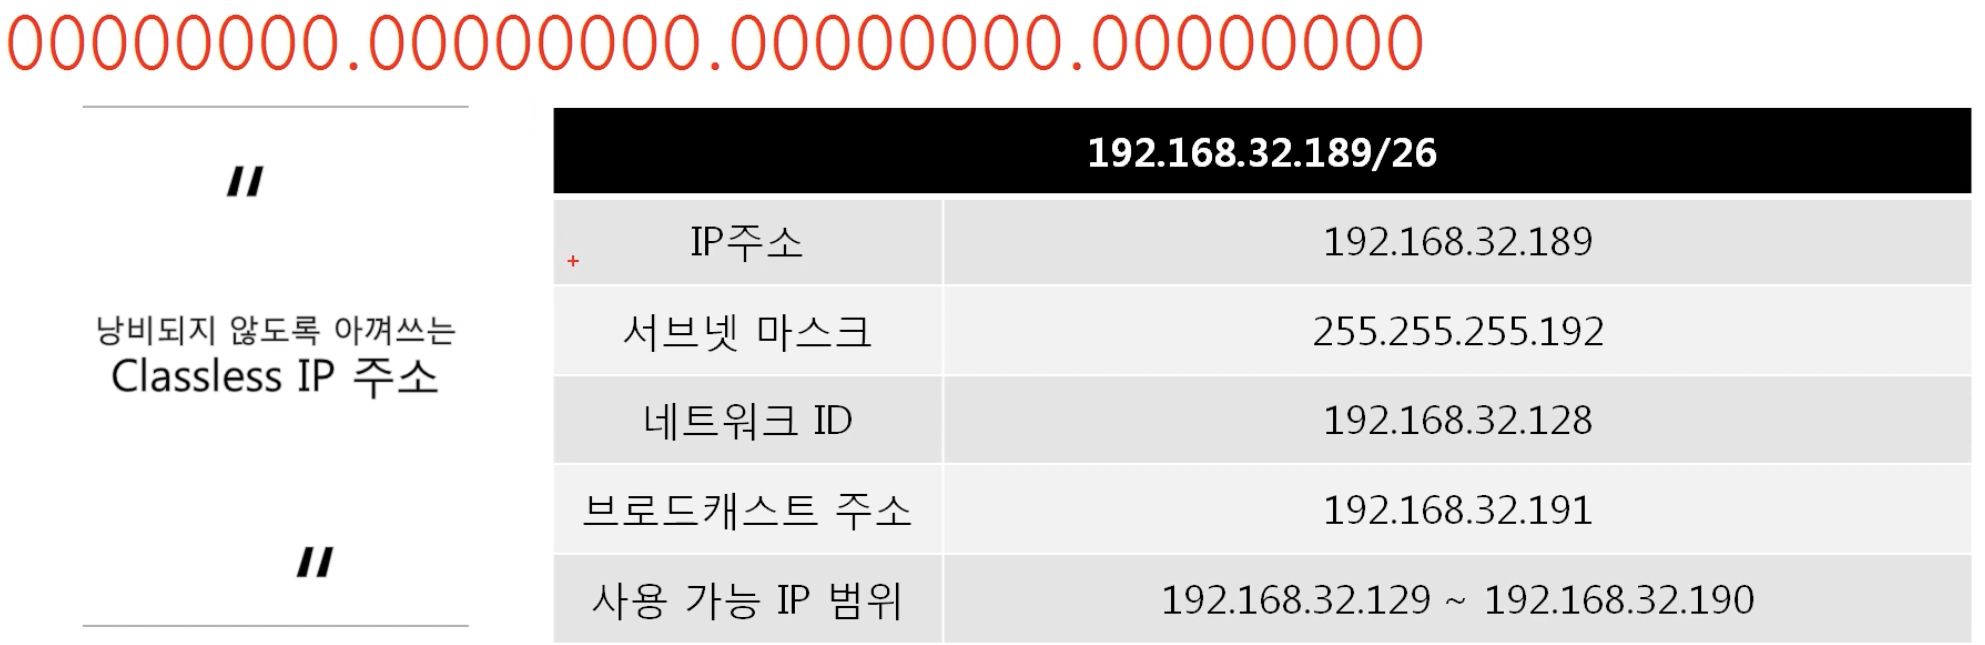 00000000.00000000.00000000.00000000
"
낭비되지 않도록 아껴쓰는
Classless IP 주소
"
192.168.32.189/26
IP주소 192.168.32.189
서브넷 마스크 255.255.255.192
네트워크 ID 192.168.32.128
브로드캐스트 주소 192.168.32.191
사용 가능 IP 범위 192.168.32.129 ~ 192.168.32.190